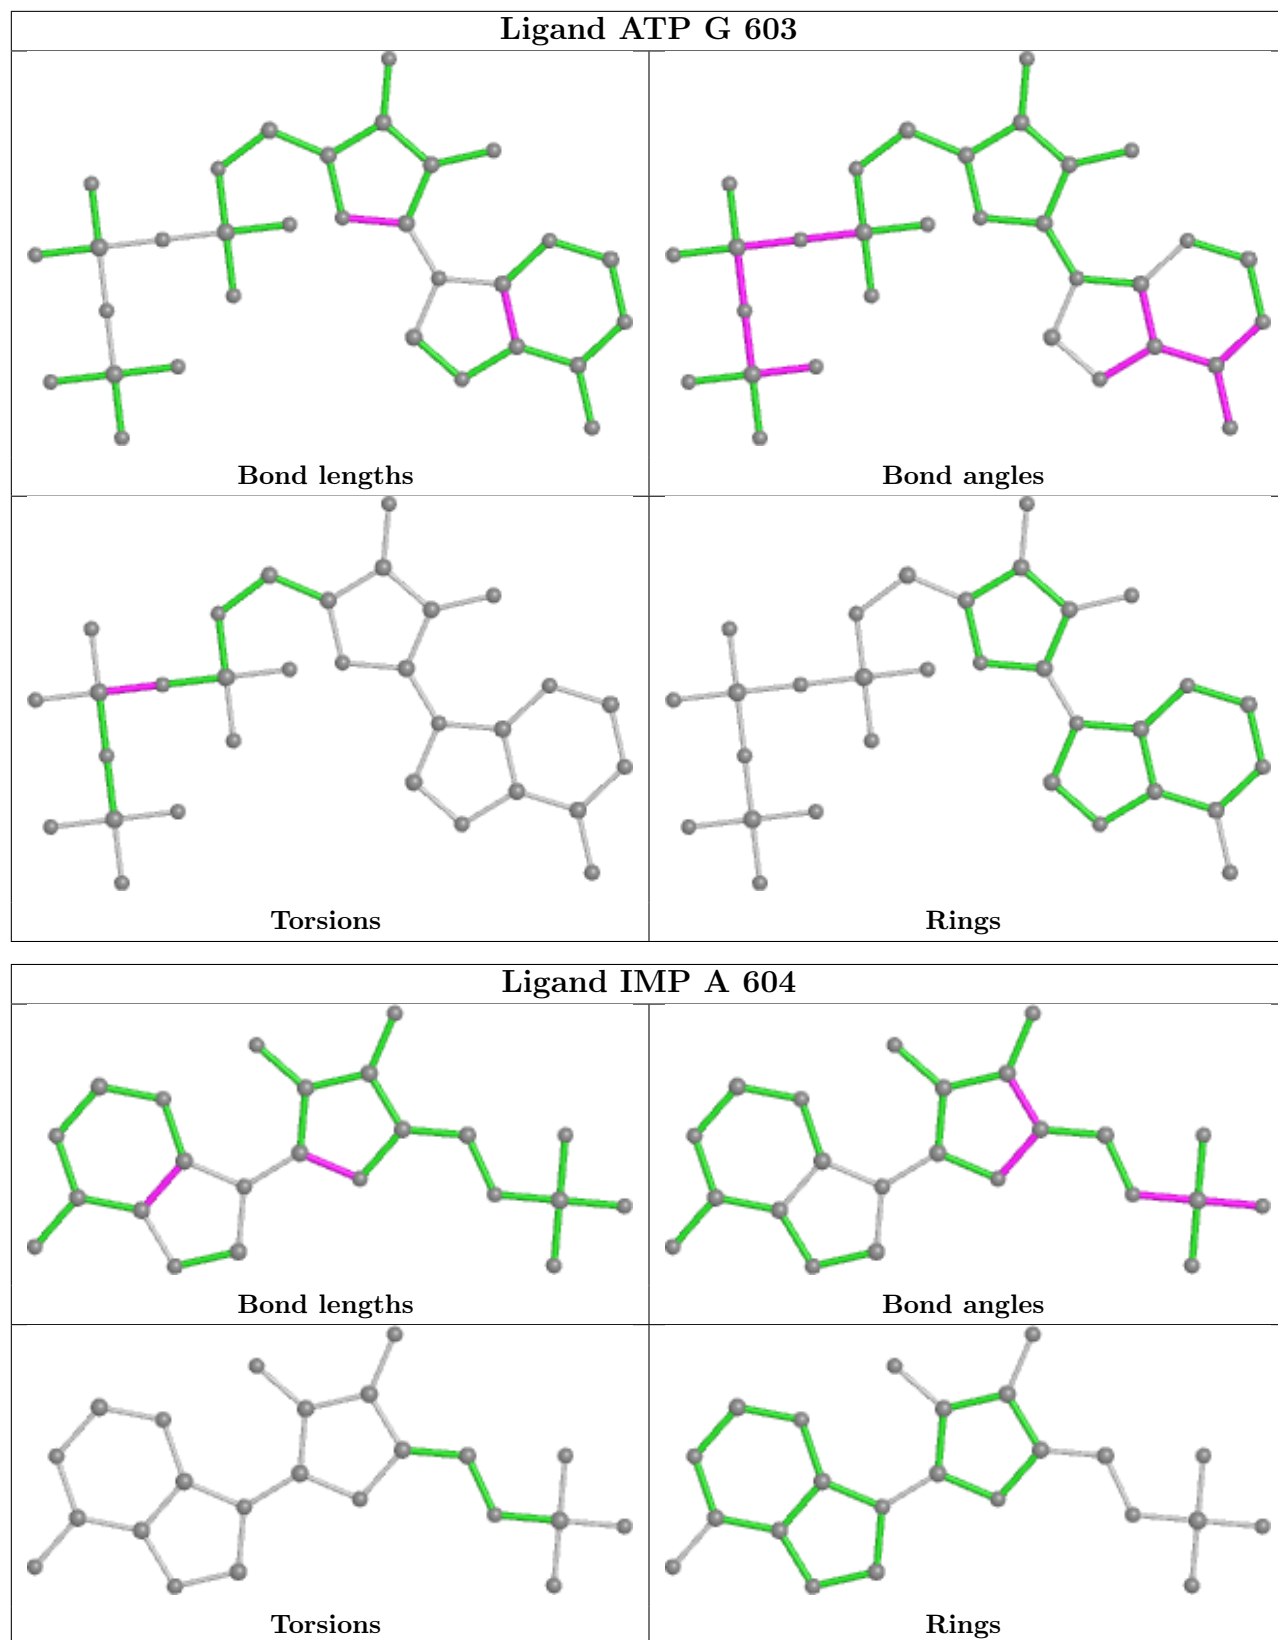 Ligand ATP G 603
Bond lengths
Bond angles
Torsions
Rings
Ligand IMP A 604
Bond lengths
Bond angles
Torsions
Rings